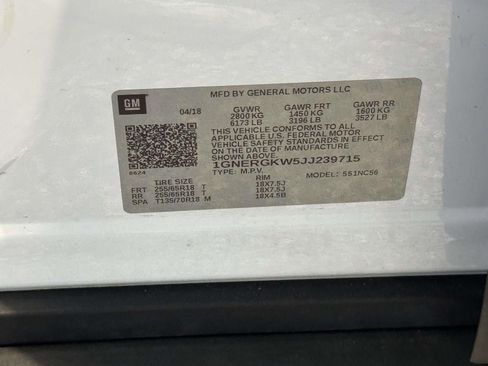 MFD BY GENERAL MOTORS LLC
GM
04/18 GVWR GAWR FRT GAWR RR
2800 KG 1450 KG 1600 KG
6173 LB 3196 LB 3527 LB
THIS VEHICLE CONFORMS TO ALL
APPLICABLE U.S. FEDERAL MOTOR
VEHICLE SAFETY STANDARDS IN EFFECT
ON THE DATE OF MANUFACTURE SHOWN ABOVE.
6624 1GNERGKW5JJ239715
TYPE: M.P.V. MODEL: 5S1NC56
TIRE SIZE RIM
FRT 255/65R18 T 18X7.5J
RR 255/65R18 T 18X7.5J
SPA T135/70R18 M 18X4.5B